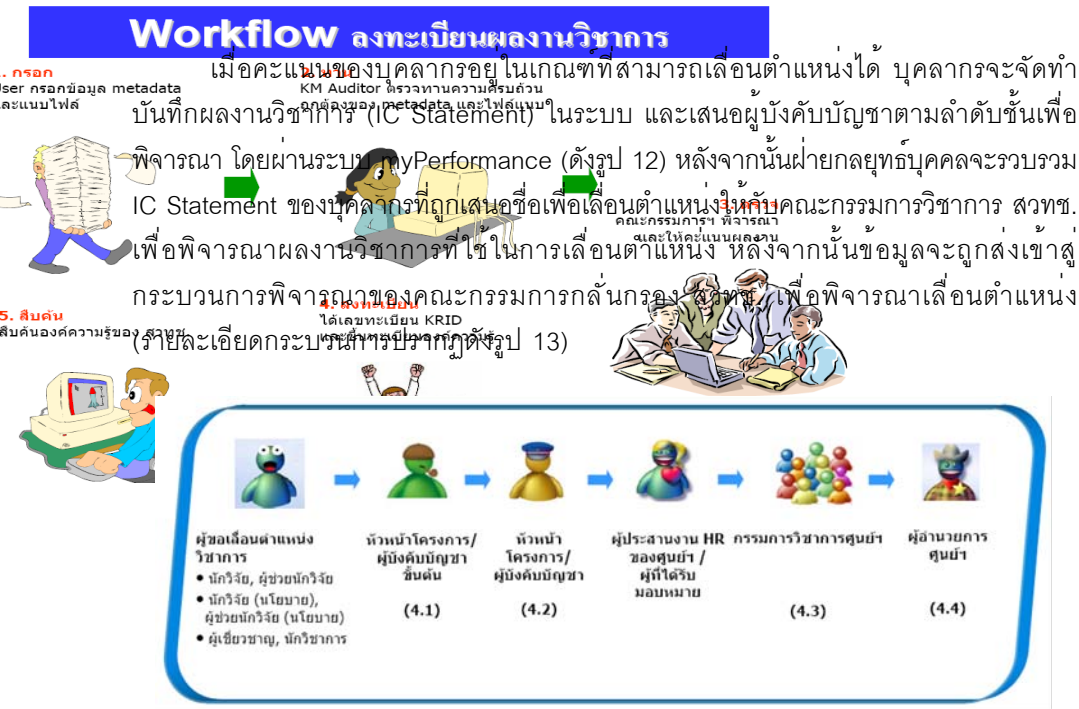 Workflow ลงทะเบียนผลงานวิชาการ
. กรอก
ser กรอกข้อมูล metadata
ละแนบไฟล์
KM Auditor ตรวจทานความครบถ้วน
ถูกต้องของ metadata และไฟล์แนบ
เมื่อคะแนนของบุคลากรอยู่ในเกณฑ์ที่สามารถเลื่อนตำแหน่งได้ บุคลากรจะจัดทำ
บันทึกผลงานวิชาการ (IC Statement) ในระบบ และเสนอผู้บังคับบัญชาตามลำดับชั้นเพื่อ
พิจารณา โดยผ่านระบบ myPerformance (ดังรูป 12) หลังจากนั้นฝ่ายกลยุทธ์บุคคลจะรวบรวม
IC Statement ของบุคลากรที่ถูกเสนอชื่อเพื่อเลื่อนตำแหน่งให้กับคณะกรรมการวิชาการ สวทช.
เพื่อพิจารณาผลงานวิชาการที่ใช้ในการเลื่อนตำแหน่ง หลังจากนั้นข้อมูลจะถูกส่งเข้าสู่
กระบวนการพิจารณาของคณะกรรมการกลั่นกรอง สวทช. เพื่อพิจารณาเลื่อนตำแหน่ง
(รายละเอียดกระบวนการปรากฏดังรูป 13)
คณะกรรมการฯ พิจารณา
และให้คะแนนผลงาน
4. ลงทะเบียน
ได้เลขทะเบียน KRID
และขึ้นทะเบียนองค์ความรู้
5. สืบค้น
สืบค้นองค์ความรู้ของ สวทช.
ผู้ขอเลื่อนตำแหน่ง
วิชาการ
• นักวิจัย, ผู้ช่วยนักวิจัย
• นักวิจัย (นโยบาย),
ผู้ช่วยนักวิจัย (นโยบาย)
• ผู้เชี่ยวชาญ, นักวิชาการ
หัวหน้าโครงการ/
ผู้บังคับบัญชา
ชั้นต้น
(4.1)
หัวหน้า
โครงการ/
ผู้บังคับบัญชา
(4.2)
ผู้ประสานงาน HR
ของศูนย์ฯ /
ผู้ที่ได้รับ
มอบหมาย
กรรมการวิชาการศูนย์ฯ
(4.3)
ผู้อำนวยการ
ศูนย์ฯ
(4.4)